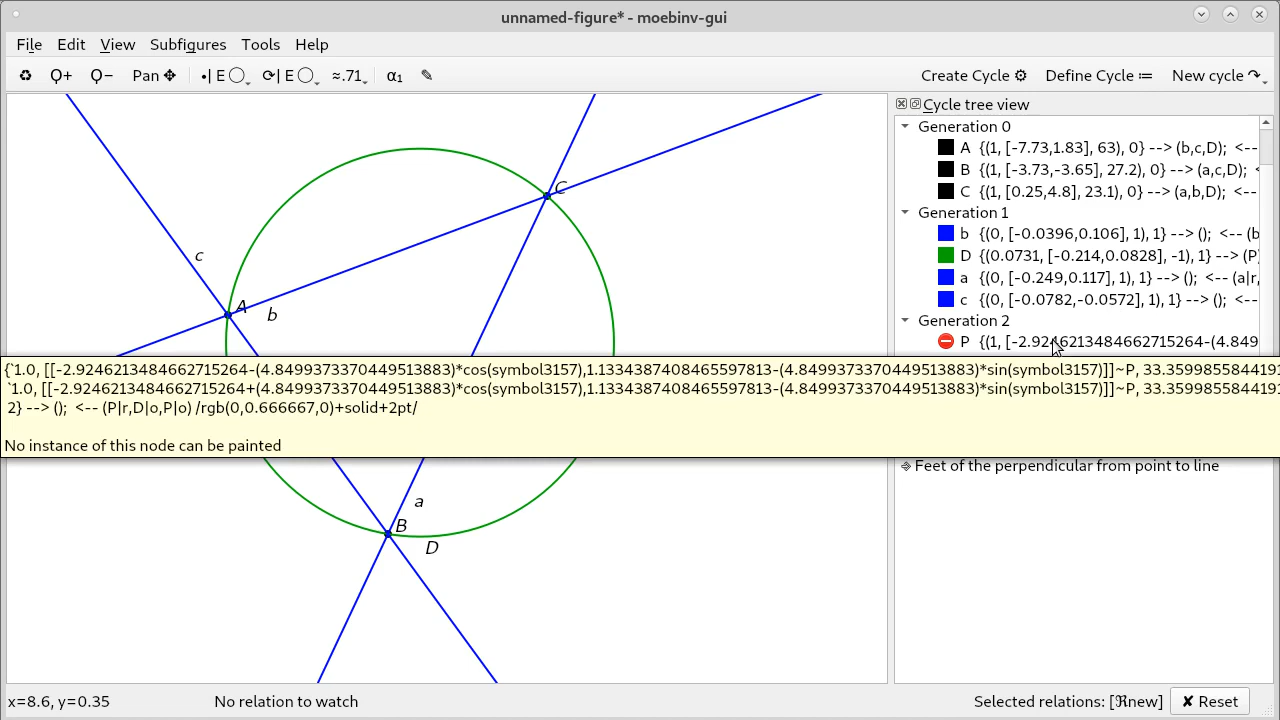 unnamed-figure* - moebinv-gui
File Edit View Subfigures Tools Help
Q+ Q− Pan ✥ •| E ◯ ⟳| E ◯ ≈.71 α₁ ✎ Create Cycle ⚙ Define Cycle ≔ New cycle ↷
Cycle tree view
Generation 0
A {(1, [-7.73,1.83], 63), 0} --> (b,c,D); <--
B {(1, [-3.73,-3.65], 27.2), 0} --> (a,c,D); <
C {(1, [0.25,4.8], 23.1), 0} --> (a,b,D); <--
Generation 1
b {(0, [-0.0396,0.106], 1), 1} --> (); <-- (b
D {(0.0731, [-0.214,0.0828], -1), 1} --> (P
a {(0, [-0.249,0.117], 1), 1} --> (); <-- (a|r,
c {(0, [-0.0782,-0.0572], 1), 1} --> (); <--
Generation 2
P {(1, [-2.9246213484662715264-(4.849
C
c
A
b
{`1.0, [[-2.9246213484662715264-(4.8499373370449513883)*cos(symbol3157),1.1334387408465597813-(4.8499373370449513883)*sin(symbol3157)]]~P, 33.3599855844191
`1.0, [[-2.9246213484662715264+(4.8499373370449513883)*cos(symbol3157),1.1334387408465597813-(4.8499373370449513883)*sin(symbol3157)]]~P, 33.3599855844191
2} --> (); <-- (P|r,D|o,P|o) /rgb(0,0.666667,0)+solid+2pt/
No instance of this node can be painted
Feet of the perpendicular from point to line
a
B
D
x=8.6, y=0.35 No relation to watch Selected relations: [ℜnew] ✘ Reset